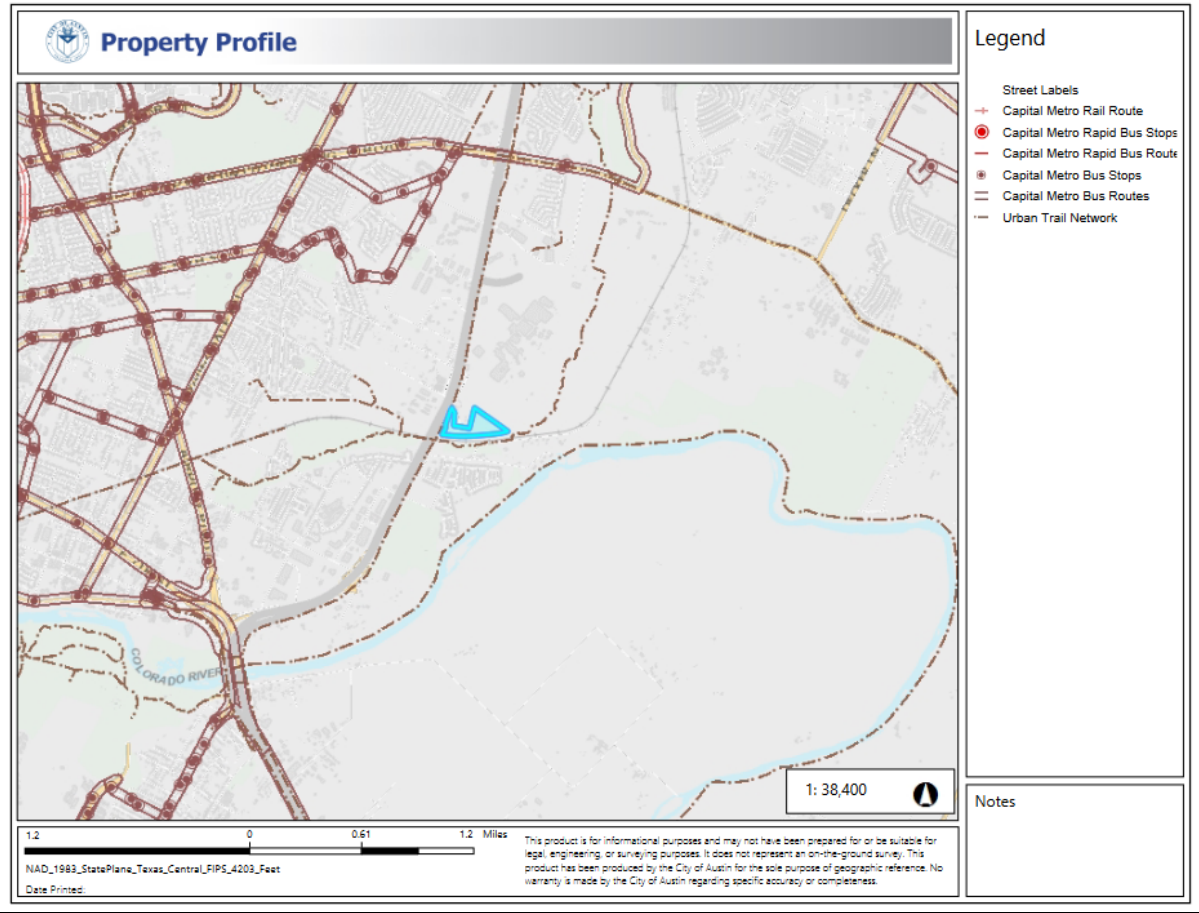 CITY OF AUSTIN
Property Profile
Legend
Street Labels
Capital Metro Rail Route
Capital Metro Rapid Bus Stops
Capital Metro Rapid Bus Route
Capital Metro Bus Stops
Capital Metro Bus Routes
Urban Trail Network
COLORADO RIVER
1: 38,400
Notes
1.2 0 0.61 1.2 Miles
NAD_1983_StatePlane_Texas_Central_FIPS_4203_Feet
Date Printed:
This product is for informational purposes and may not have been prepared for or be suitable for
legal, engineering, or surveying purposes. It does not represent an on-the-ground survey. This
product has been produced by the City of Austin for the sole purpose of geographic reference. No
warranty is made by the City of Austin regarding specific accuracy or completeness.